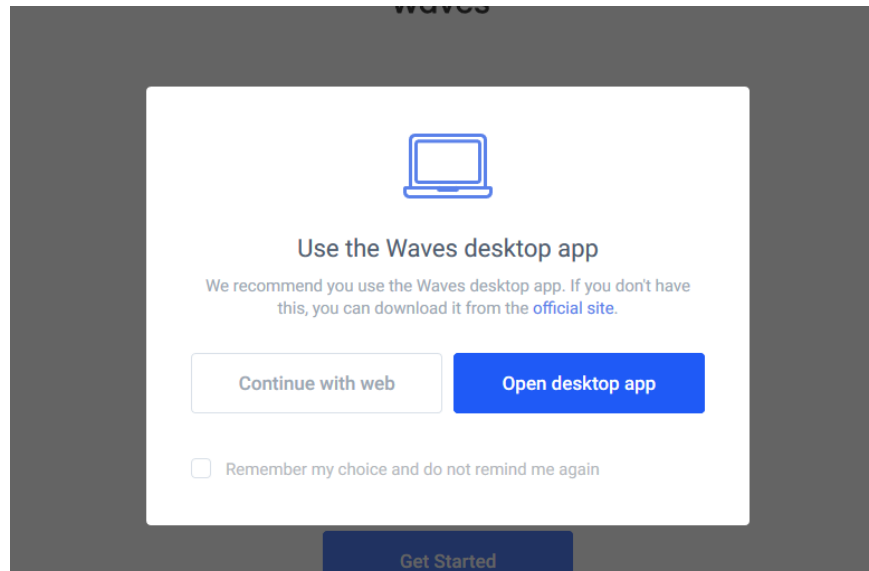 waves
Use the Waves desktop app
We recommend you use the Waves desktop app. If you don't have
this, you can download it from the official site.
Continue with web
Open desktop app
Remember my choice and do not remind me again
Get Started